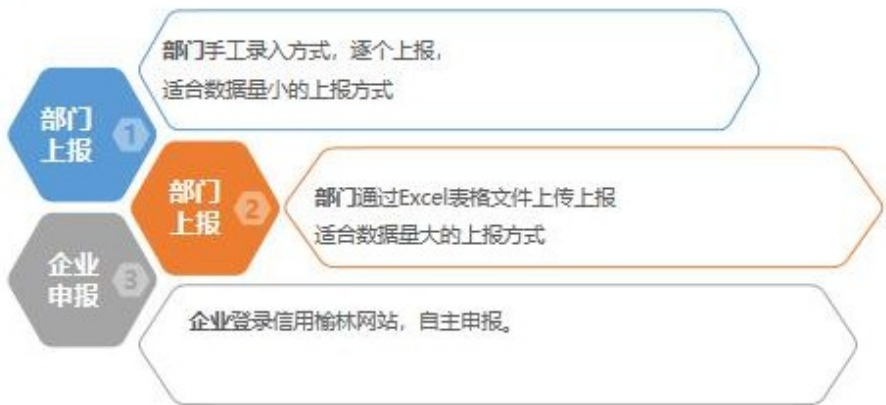 部门手工录入方式，逐个上报，
适合数据量小的上报方式
部门
上报
1
部门
上报
2
部门通过Excel表格文件上传上报
适合数据量大的上报方式
企业
申报
3
企业登录信用榆林网站，自主申报。